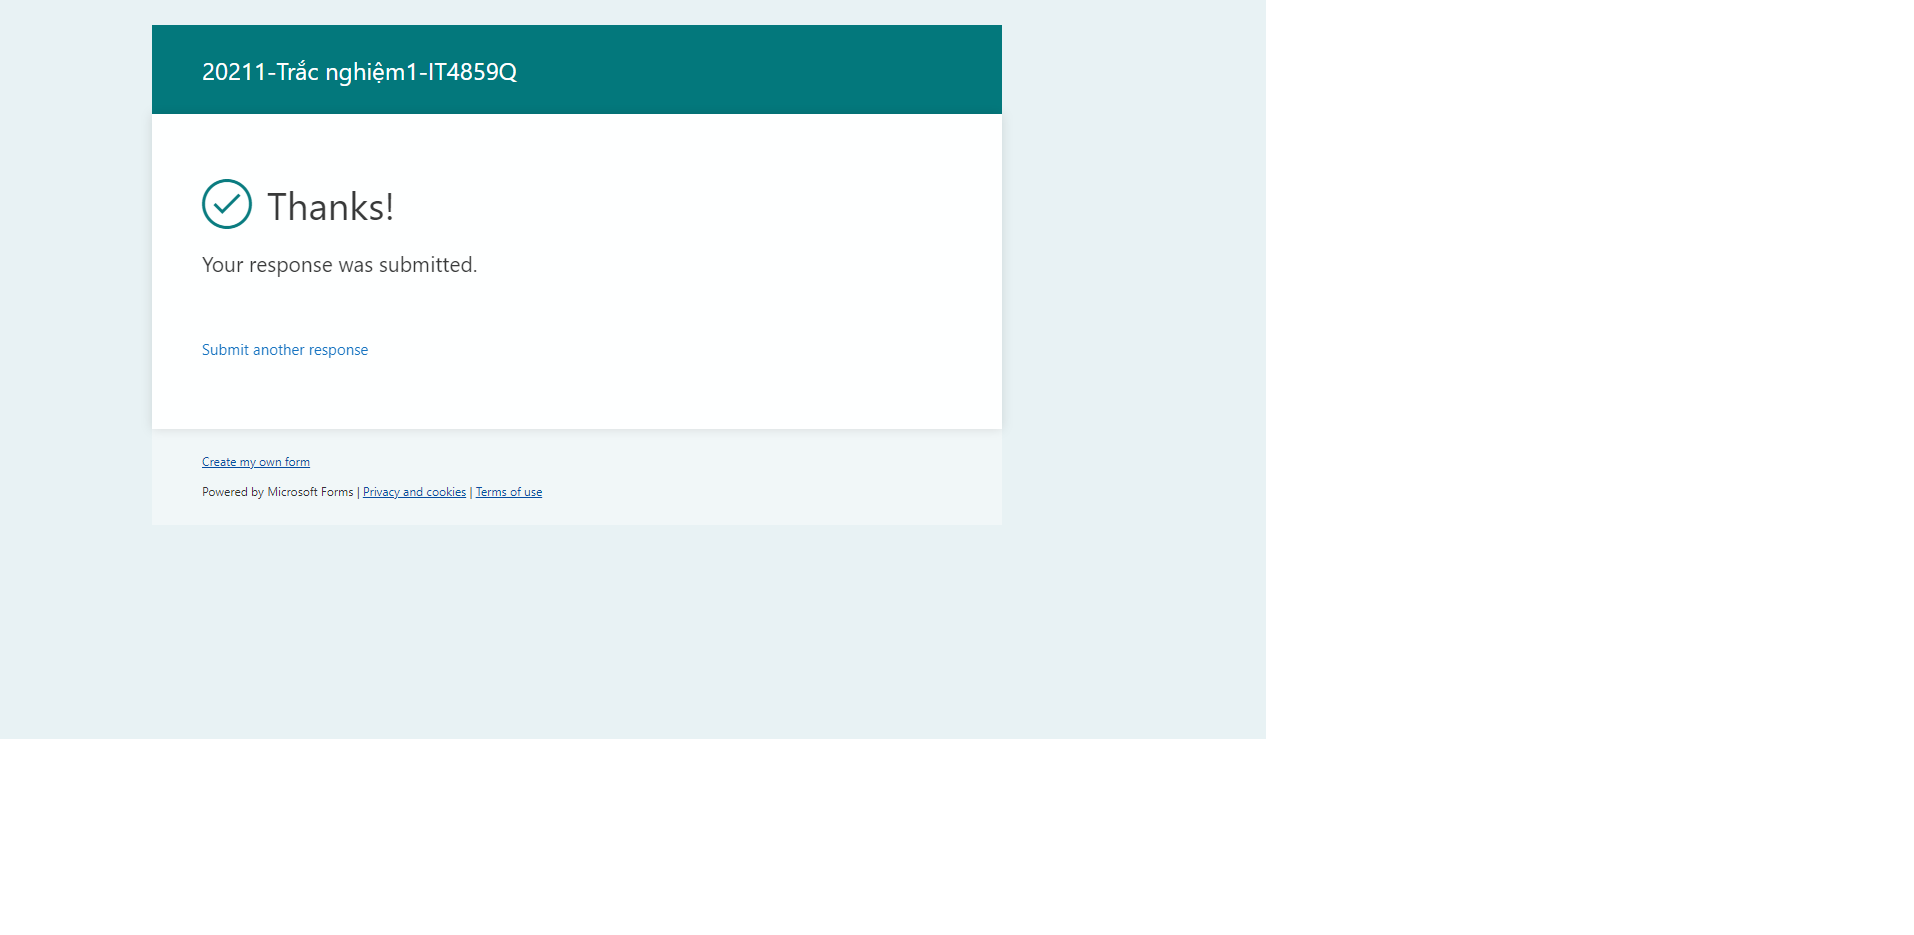 20211-Trắc nghiệm1-IT4859Q
Thanks!
Your response was submitted.
Submit another response
Create my own form
Powered by Microsoft Forms | Privacy and cookies | Terms of use